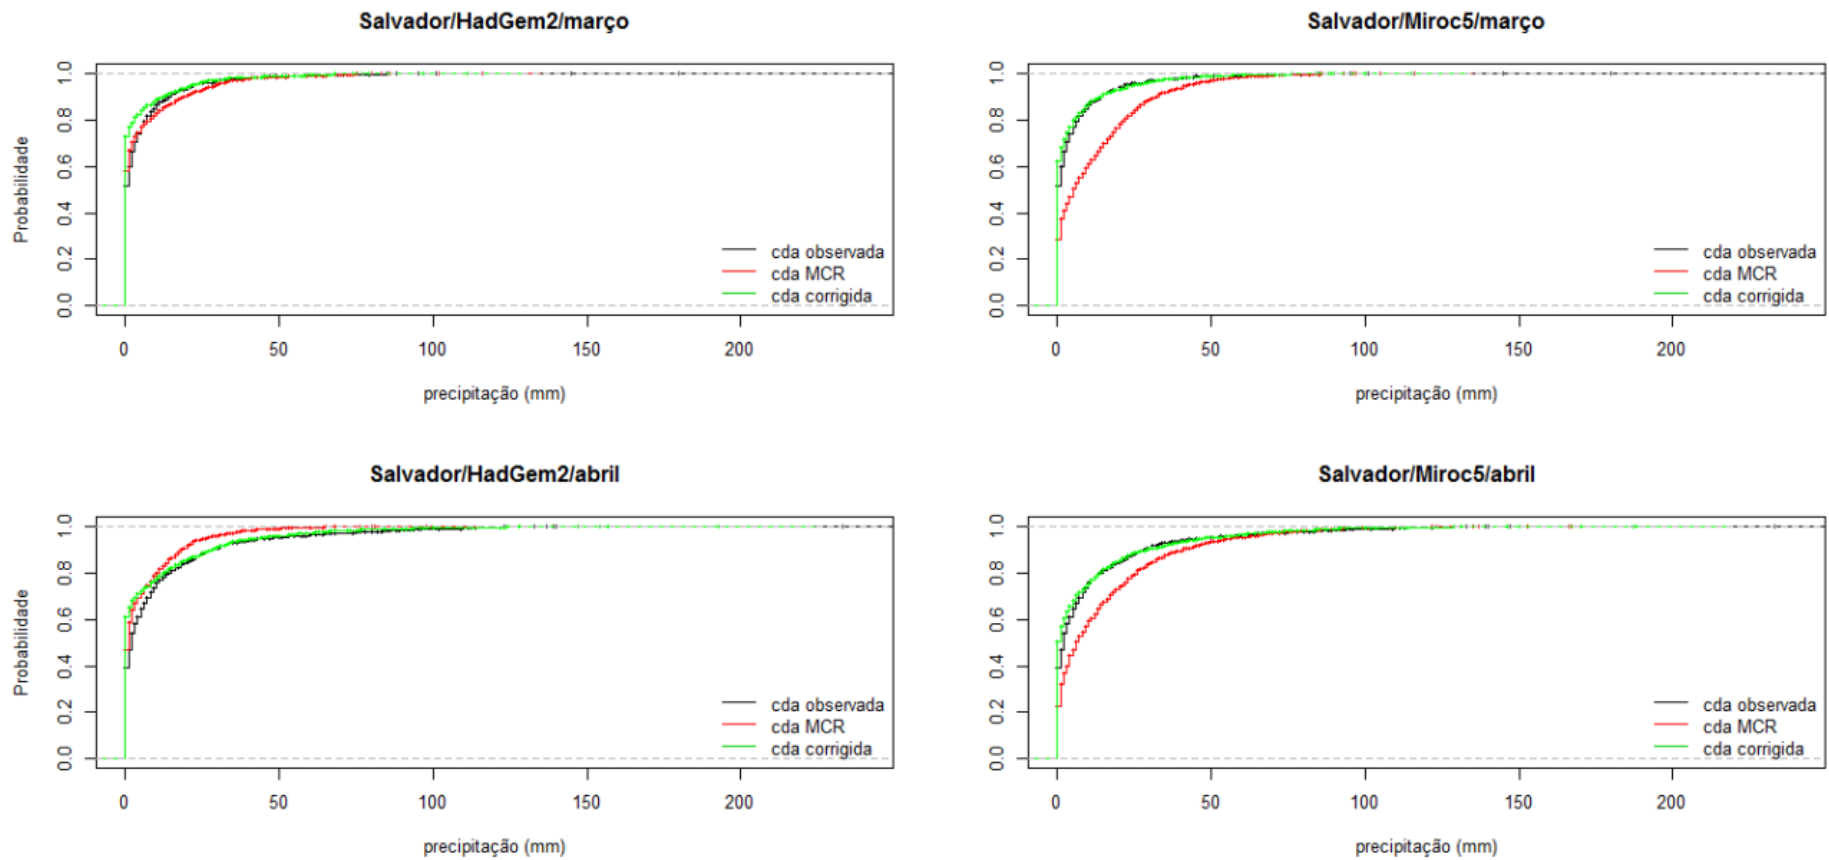 Salvador/HadGem2/março
Probabilidade
0.0 0.2 0.4 0.6 0.8 1.0
cda observada
cda MCR
cda corrigida
0 50 100 150 200
precipitação (mm)
Salvador/Miroc5/março
0.0 0.2 0.4 0.6 0.8 1.0
cda observada
cda MCR
cda corrigida
0 50 100 150 200
precipitação (mm)
Salvador/HadGem2/abril
Probabilidade
0.0 0.2 0.4 0.6 0.8 1.0
cda observada
cda MCR
cda corrigida
0 50 100 150 200
precipitação (mm)
Salvador/Miroc5/abril
0.0 0.2 0.4 0.6 0.8 1.0
cda observada
cda MCR
cda corrigida
0 50 100 150 200
precipitação (mm)